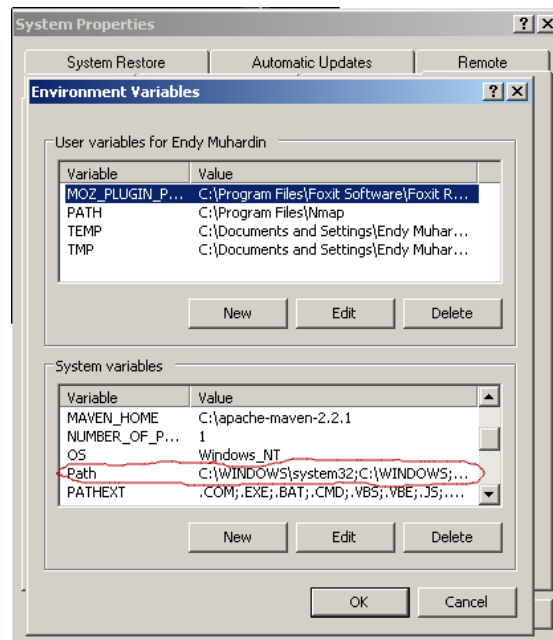 System Properties
System Restore Automatic Updates Remote
Environment Variables
User variables for Endy Muhardin
Variable Value
MOZ_PLUGIN_P... C:\Program Files\Foxit Software\Foxit R...
PATH C:\Program Files\Nmap
TEMP C:\Documents and Settings\Endy Muhar...
TMP C:\Documents and Settings\Endy Muhar...
New Edit Delete
System variables
Variable Value
MAVEN_HOME C:\apache-maven-2.2.1
NUMBER_OF_P... 1
OS Windows_NT
Path C:\WINDOWS\system32;C:\WINDOWS;...
PATHEXT .COM;.EXE;.BAT;.CMD;.VBS;.VBE;.JS;....
New Edit Delete
OK Cancel